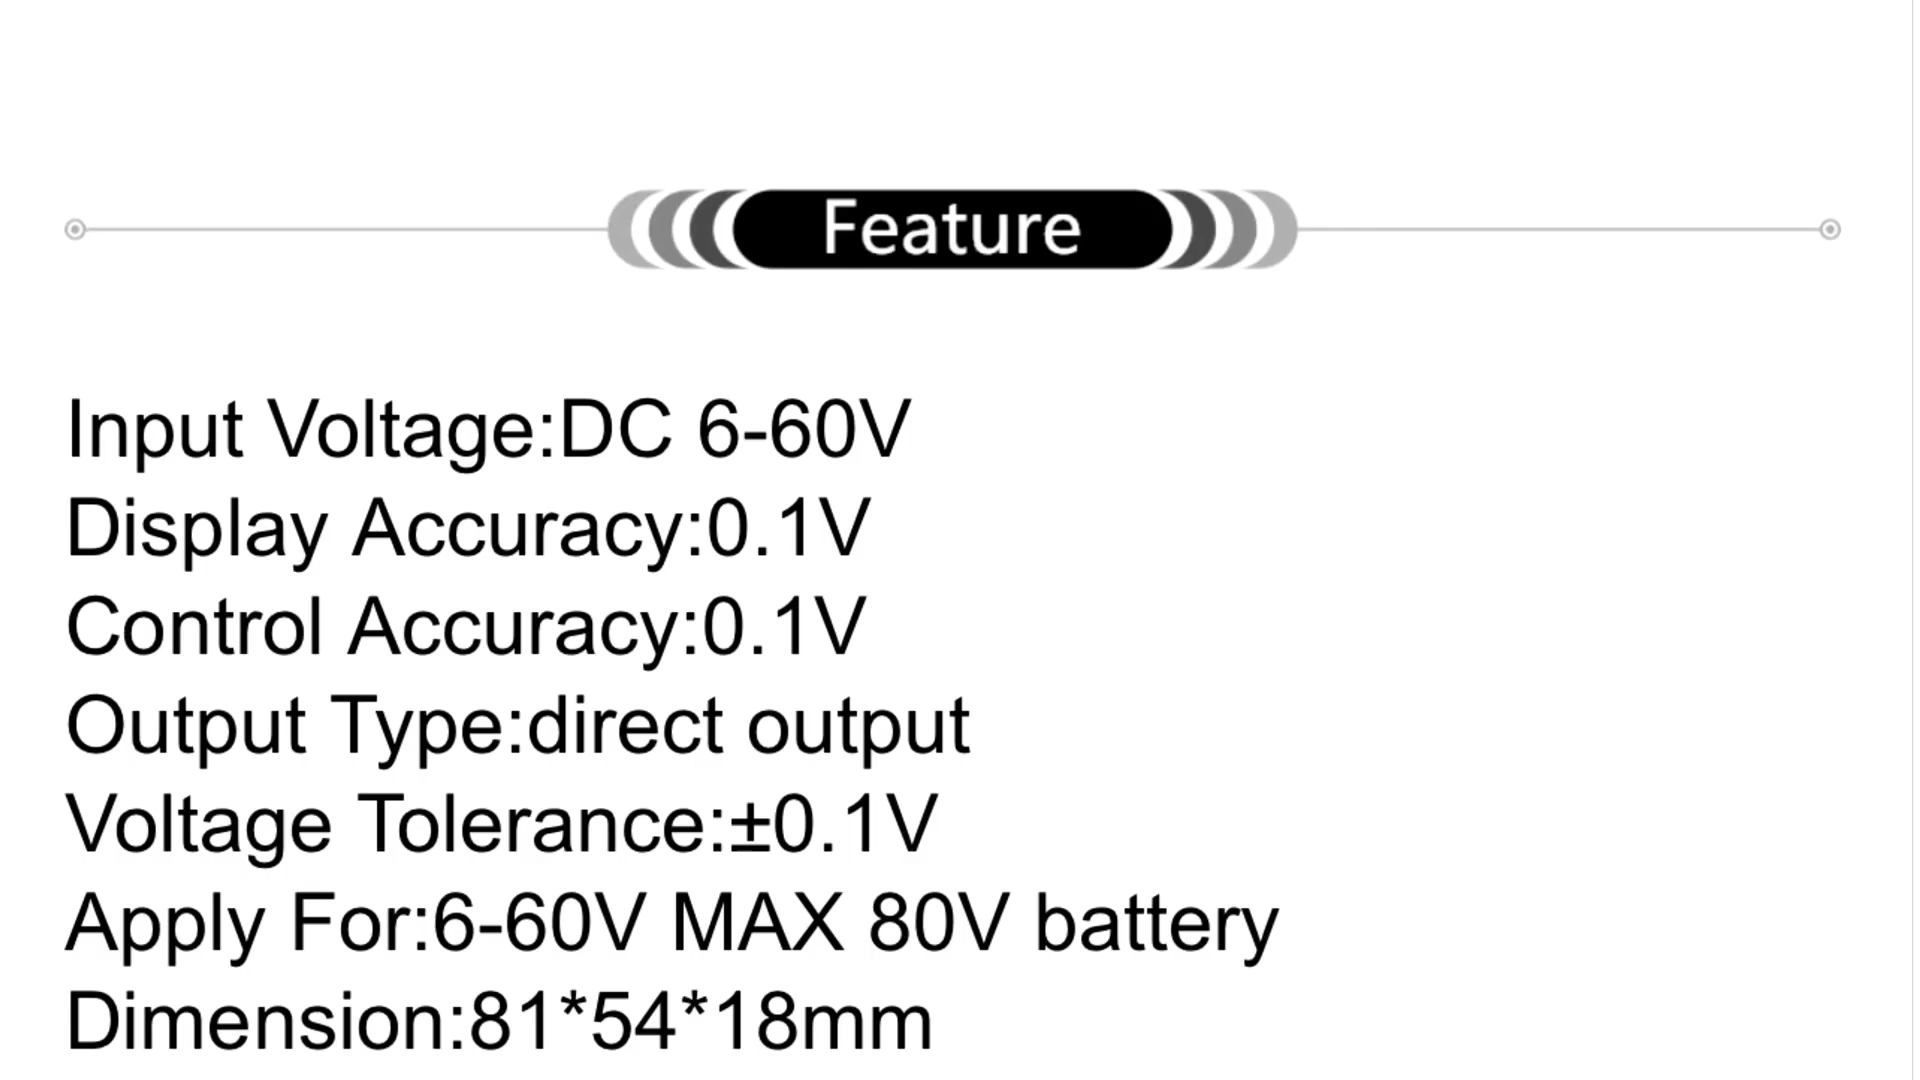 Feature
Input Voltage:DC 6-60V
Display Accuracy:0.1V
Control Accuracy:0.1V
Output Type:direct output
Voltage Tolerance:±0.1V
Apply For:6-60V MAX 80V battery
Dimension:81*54*18mm